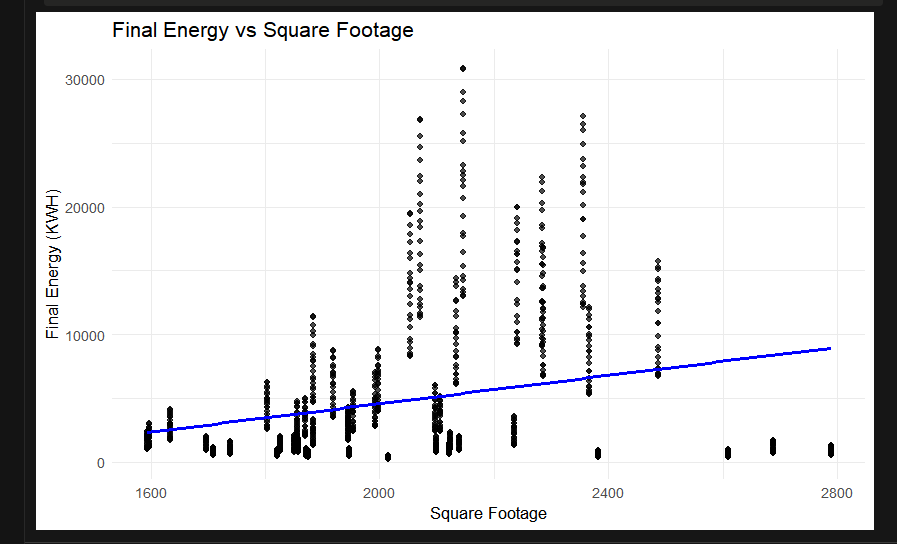 Final Energy vs Square Footage
30000
20000
10000
0
Final Energy (KWH)
1600
2000
2400
2800
Square Footage